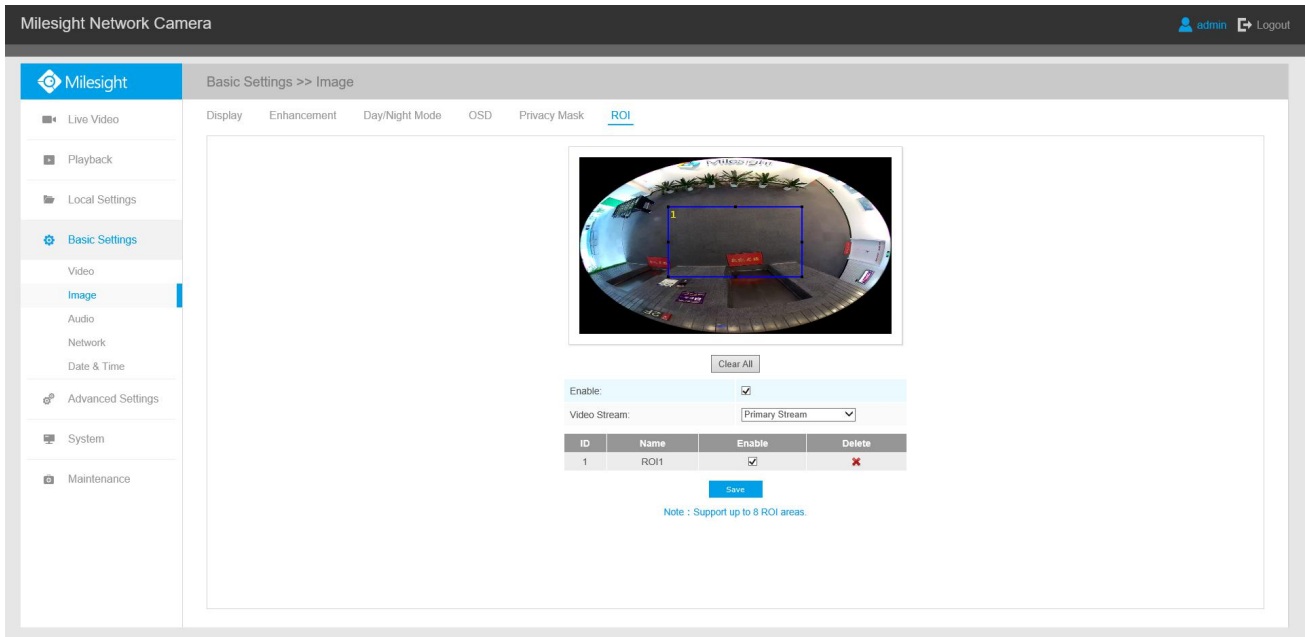 Milesight Network Camera
admin Logout
Milesight
Basic Settings >> Image
Live Video
Playback
Local Settings
Basic Settings
Video
Image
Audio
Network
Date & Time
Advanced Settings
System
Maintenance
Display Enhancement Day/Night Mode OSD Privacy Mask ROI
Milesight
1
Clear All
Enable:
Video Stream: Primary Stream
ID Name Enable Delete
1 ROI1
Save
Note : Support up to 8 ROI areas.